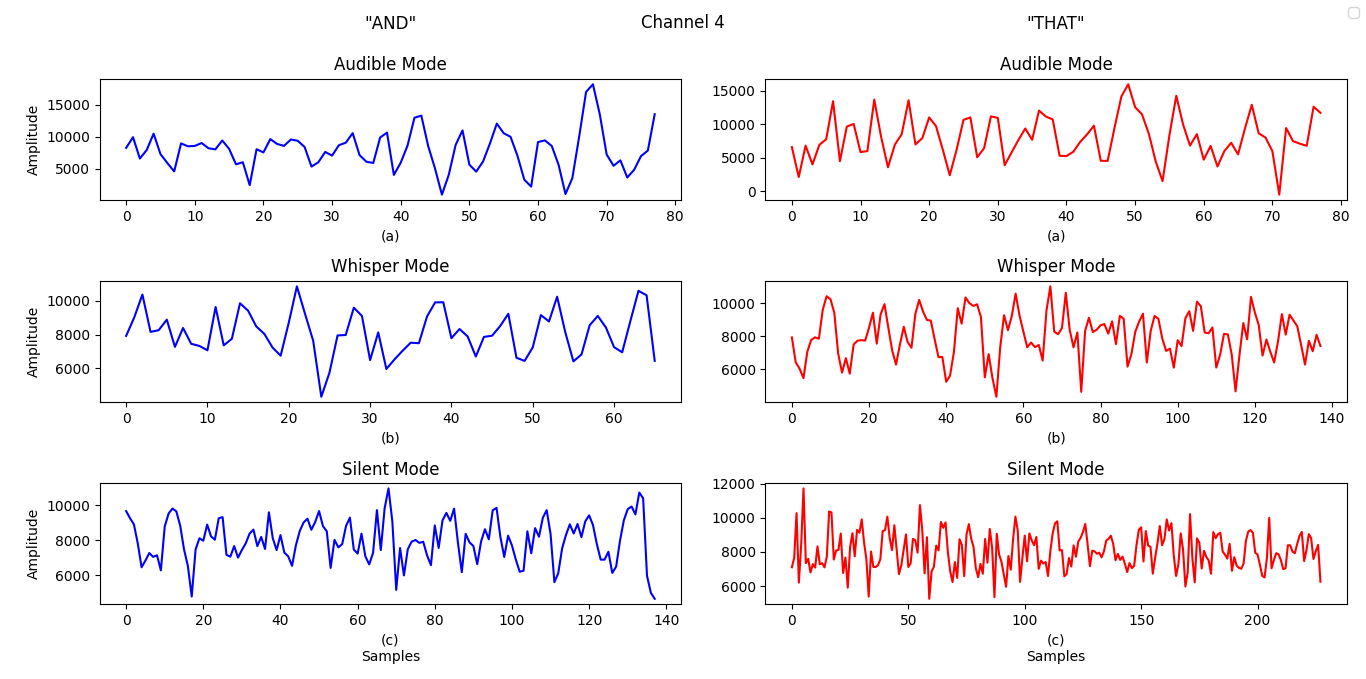 "AND" Channel 4 "THAT"
Audible Mode Audible Mode
Amplitude
15000
10000
5000
0 10 20 30 40 50 60 70 80
(a)
15000
10000
5000
0
0 10 20 30 40 50 60 70 80
(a)
Whisper Mode Whisper Mode
Amplitude
10000
8000
6000
0 10 20 30 40 50 60
(b)
10000
8000
6000
0 20 40 60 80 100 120 140
(b)
Silent Mode Silent Mode
Amplitude
10000
8000
6000
0 20 40 60 80 100 120 140
(c)
Samples
12000
10000
8000
6000
0 50 100 150 200
(c)
Samples